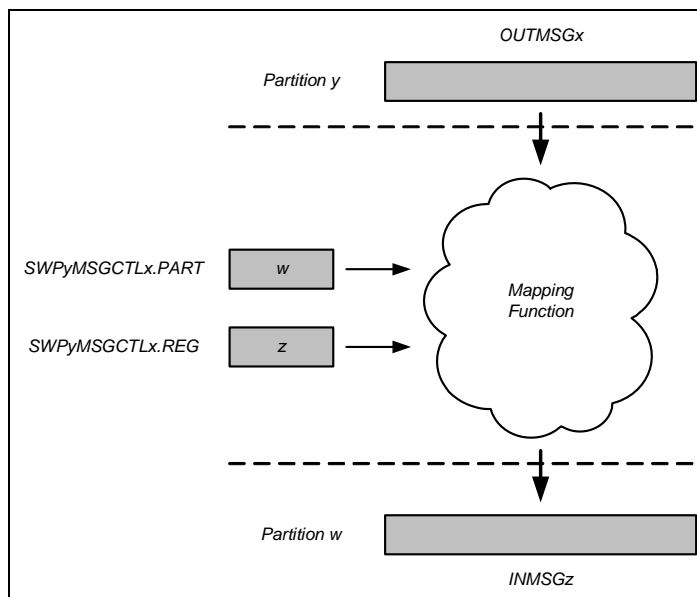 OUTMSGx
Partition y
SWPyMSGCTLx.PART
w
Mapping
Function
SWPyMSGCTLx.REG
z
Partition w
INMSGz